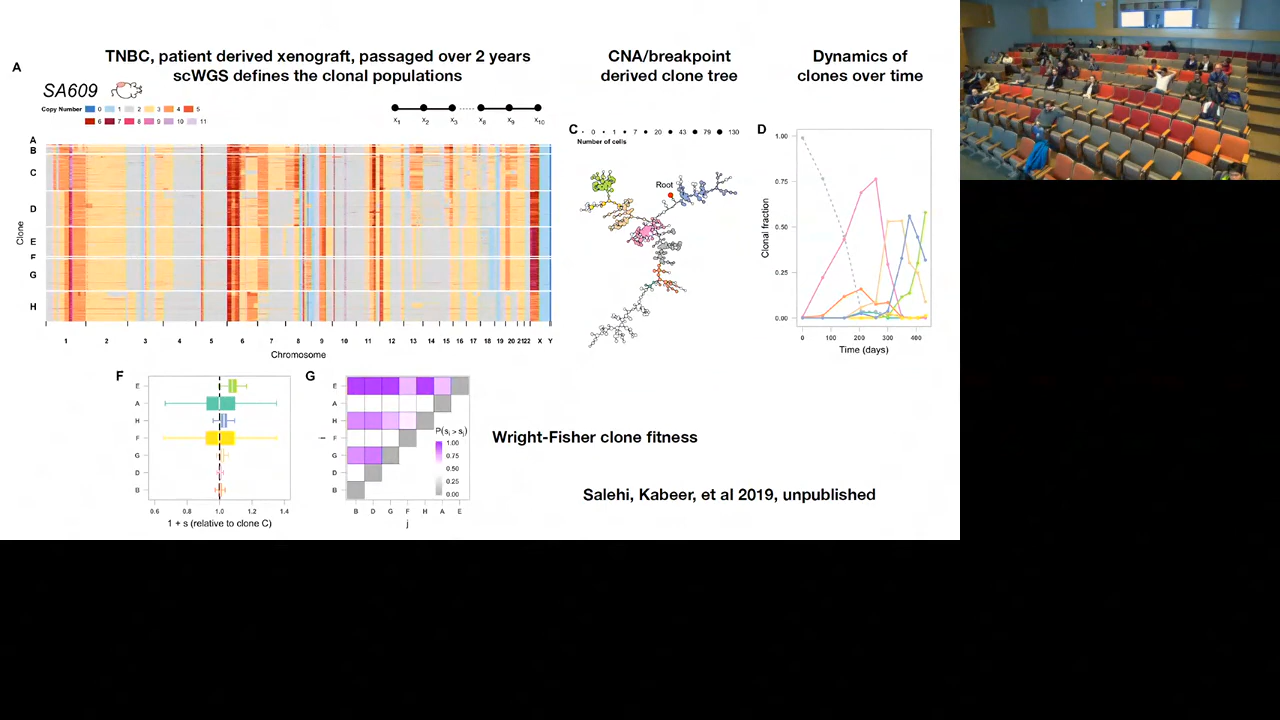 TNBC, patient derived xenograft, passaged over 2 years
scWGS defines the clonal populations
CNA/breakpoint
derived clone tree
Dynamics of
clones over time
A
SA609
Copy Number 0 1 2 3 4 5
6 7 8 9 10 11
x1 x2 x3 x8 x9 x10
Clone
A
B
C
D
E
F
G
H
1 2 3 4 5 6 7 8 9 10 11 12 13 14 15 16 17 18 19 20 21 22 X Y
Chromosome
C
0 1 7 20 43 79 130
Number of cells
Root
D
Clonal fraction
1.00
0.75
0.50
0.25
0.00
0 100 200 300 400
Time (days)
F
E
A
H
F
G
D
B
0.6 0.8 1.0 1.2 1.4
1 + s (relative to clone C)
G
i
E
A
H
F
G
D
B
P(si > sj)
1.00
0.75
0.50
0.25
0.00
B D G F H A E
j
Wright-Fisher clone fitness
Salehi, Kabeer, et al 2019, unpublished